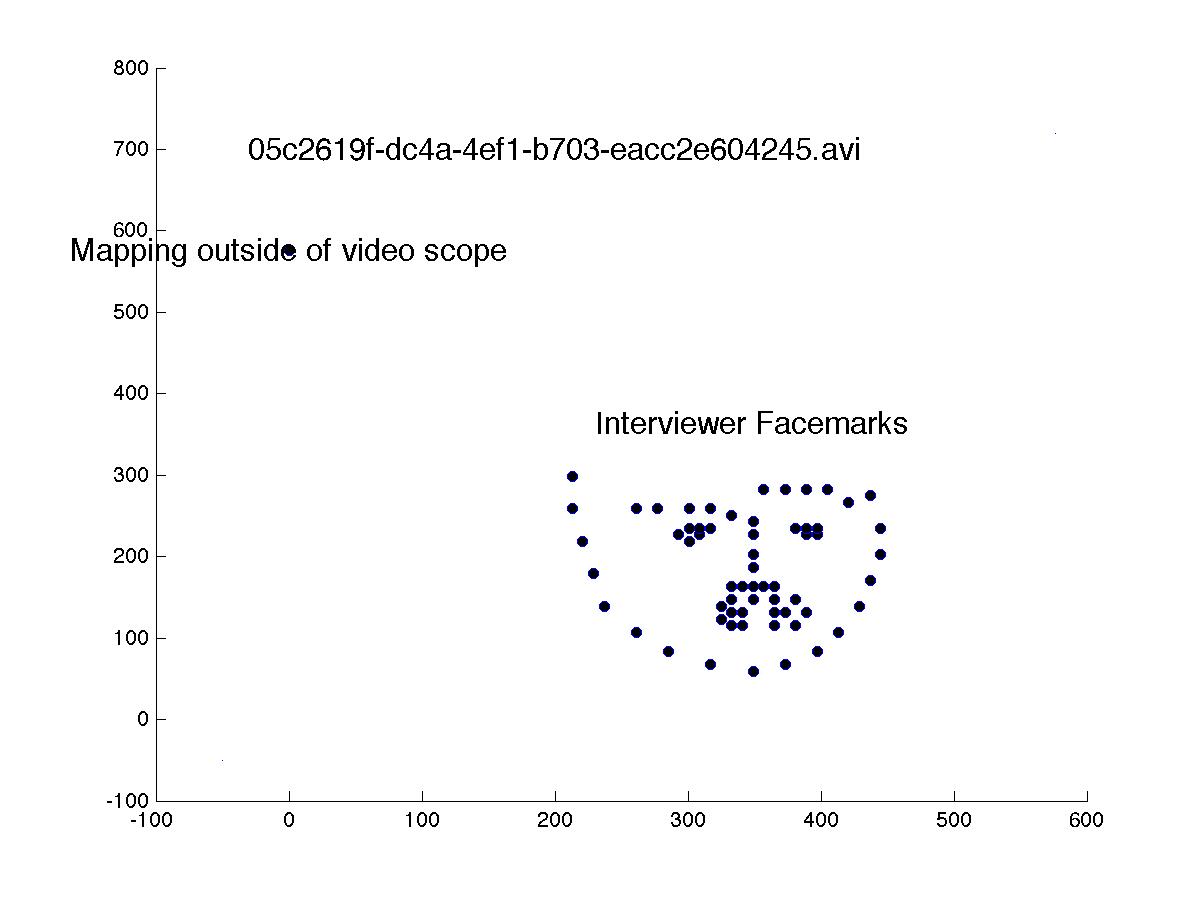 800
700
05c2619f-dc4a-4ef1-b703-eacc2e604245.avi
600
Mapping outside of video scope
500
400
Interviewer Facemarks
300
200
100
0
-100
-100 0 100 200 300 400 500 600